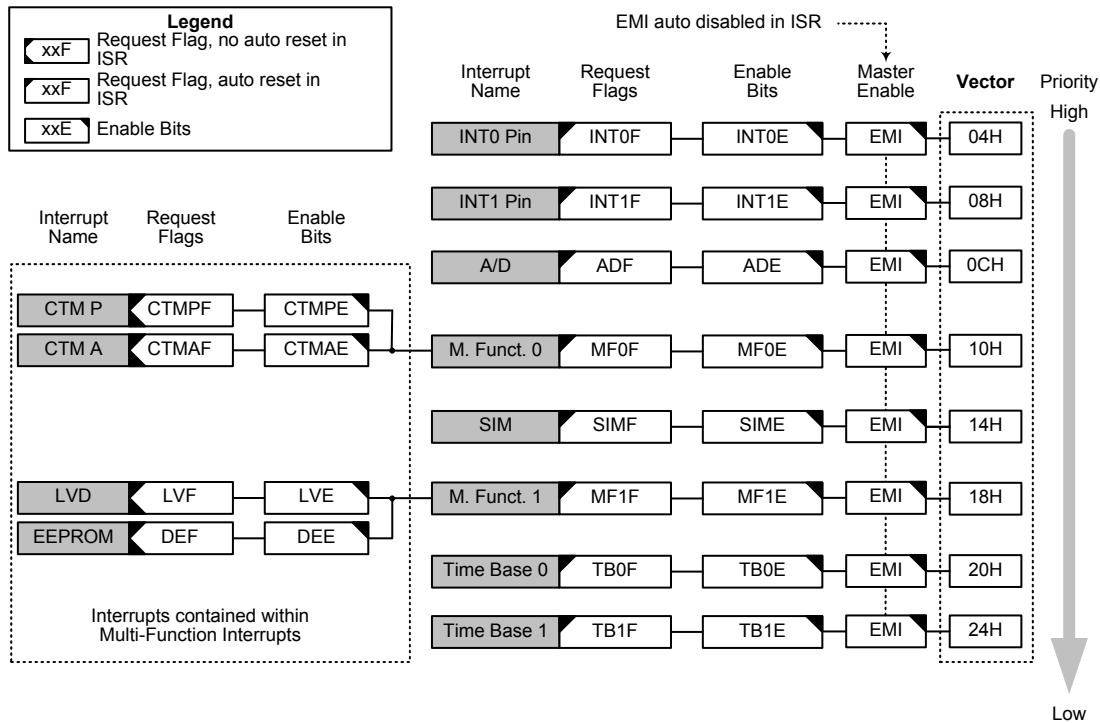 Legend
xxF Request Flag, no auto reset in
ISR
xxF Request Flag, auto reset in
ISR
xxE Enable Bits
EMI auto disabled in ISR
Interrupt Name
Request Flags
Enable Bits
Master Enable
Vector
Priority
High
INT0 Pin INT0F INT0E EMI 04H
INT1 Pin INT1F INT1E EMI 08H
A/D ADF ADE EMI 0CH
Interrupt Name
Request Flags
Enable Bits
CTM P CTMPF CTMPE
CTM A CTMAF CTMAE
M. Funct. 0 MF0F MF0E EMI 10H
SIM SIMF SIME EMI 14H
LVD LVF LVE
M. Funct. 1 MF1F MF1E EMI 18H
EEPROM DEF DEE
Time Base 0 TB0F TB0E EMI 20H
Interrupts contained within
Multi-Function Interrupts
Time Base 1 TB1F TB1E EMI 24H
Low